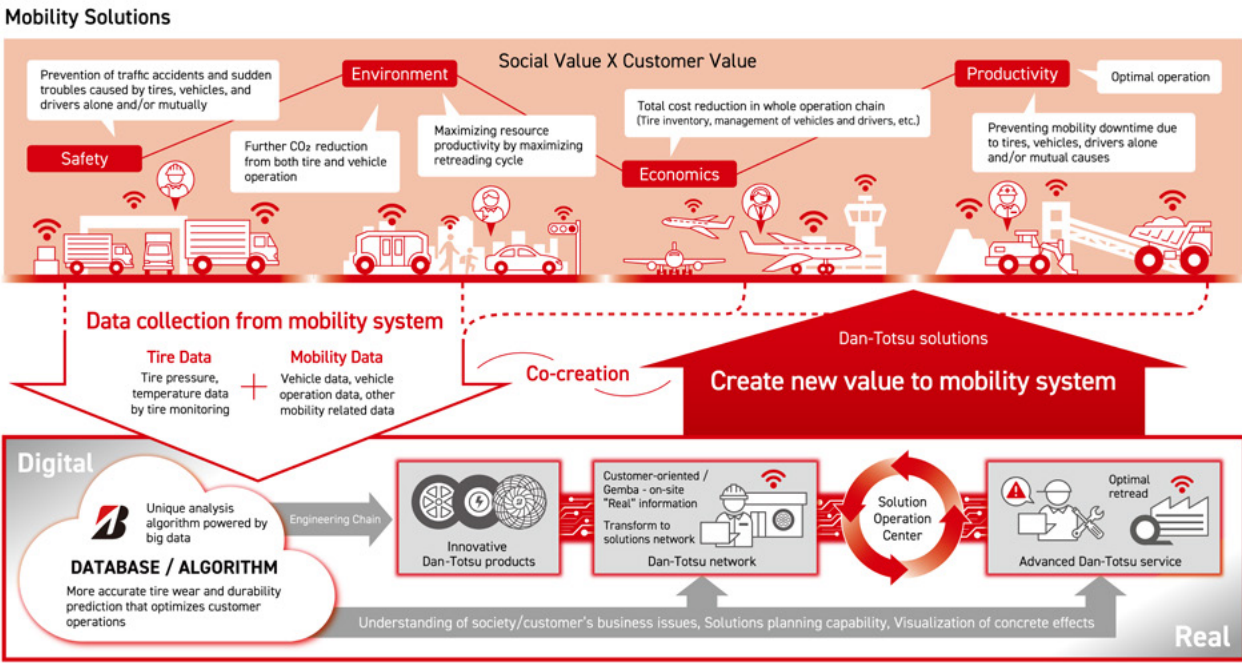 Mobility Solutions
Social Value X Customer Value
Prevention of traffic accidents and sudden
troubles caused by tires, vehicles, and
drivers alone and/or mutually
Safety
Environment
Further CO₂ reduction
from both tire and vehicle
operation
Maximizing resource
productivity by maximizing
retreading cycle
Total cost reduction in whole operation chain
(Tire inventory, management of vehicles and drivers, etc.)
Economics
Productivity
Optimal operation
Preventing mobility downtime due
to tires, vehicles, drivers alone
and/or mutual causes
Data collection from mobility system
Tire Data
Tire pressure,
temperature data
by tire monitoring
+
Mobility Data
Vehicle data, vehicle
operation data, other
mobility related data
Co-creation
Dan-Totsu solutions
Create new value to mobility system
Digital
B
Unique analysis
algorithm powered by
big data
DATABASE / ALGORITHM
More accurate tire wear and durability
prediction that optimizes customer
operations
Engineering Chain
Innovative
Dan-Totsu products
Customer-oriented /
Gemba - on-site
"Real" information
Transform to
solutions network
Dan-Totsu network
Solution
Operation
Center
Optimal
retread
Advanced Dan-Totsu service
Understanding of society/customer's business issues, Solutions planning capability, Visualization of concrete effects
Real